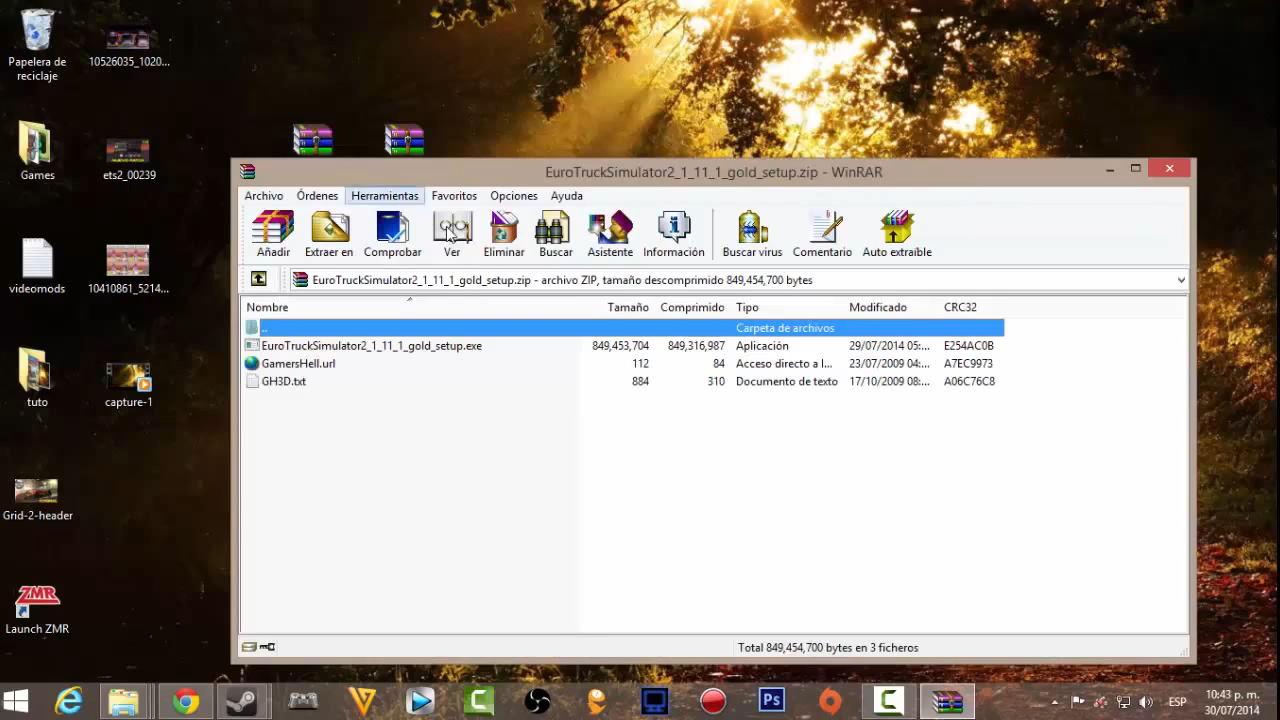 Papelera de
reciclaje
10526035_1020...
Games
ets2_00239
videomods
10410861_5214...
tuto
capture-1
Grid-2-header
ZMR
Launch ZMR
EuroTruckSimulator2_1_11_1_gold_setup.zip - WinRAR
Archivo Órdenes Herramientas Favoritos Opciones Ayuda
Añadir Extraer en Comprobar Ver Eliminar Buscar Asistente Información Buscar virus Comentario Auto extraíble
EuroTruckSimulator2_1_11_1_gold_setup.zip - archivo ZIP, tamaño descomprimido 849,454,700 bytes
Nombre Tamaño Comprimido Tipo Modificado CRC32
.. Carpeta de archivos
EuroTruckSimulator2_1_11_1_gold_setup.exe 849,453,704 849,316,987 Aplicación 29/07/2014 05:... E254AC0B
GamersHell.url 112 84 Acceso directo a l... 23/07/2009 04:... A7EC9973
GH3D.txt 884 310 Documento de texto 17/10/2009 08:... A06C76C8
Total 849,454,700 bytes en 3 ficheros
Ps
ESP
10:43 p. m.
30/07/2014